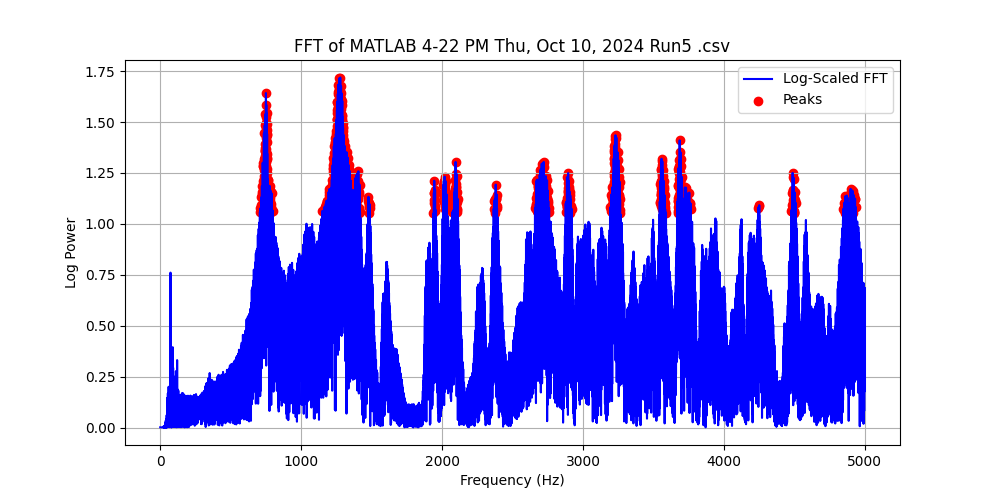 FFT of MATLAB 4-22 PM Thu, Oct 10, 2024 Run5 .csv
Log-Scaled FFT
Peaks
1.75
1.50
1.25
1.00
0.75
0.50
0.25
0.00
Log Power
0 1000 2000 3000 4000 5000
Frequency (Hz)